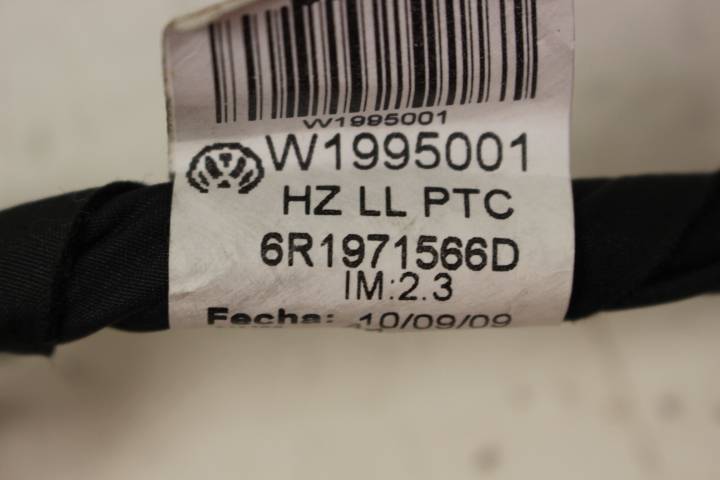 W1995001
W1995001
HZ LL PTC
6R1971566D
IM:2.3
Fecha: 10/09/09